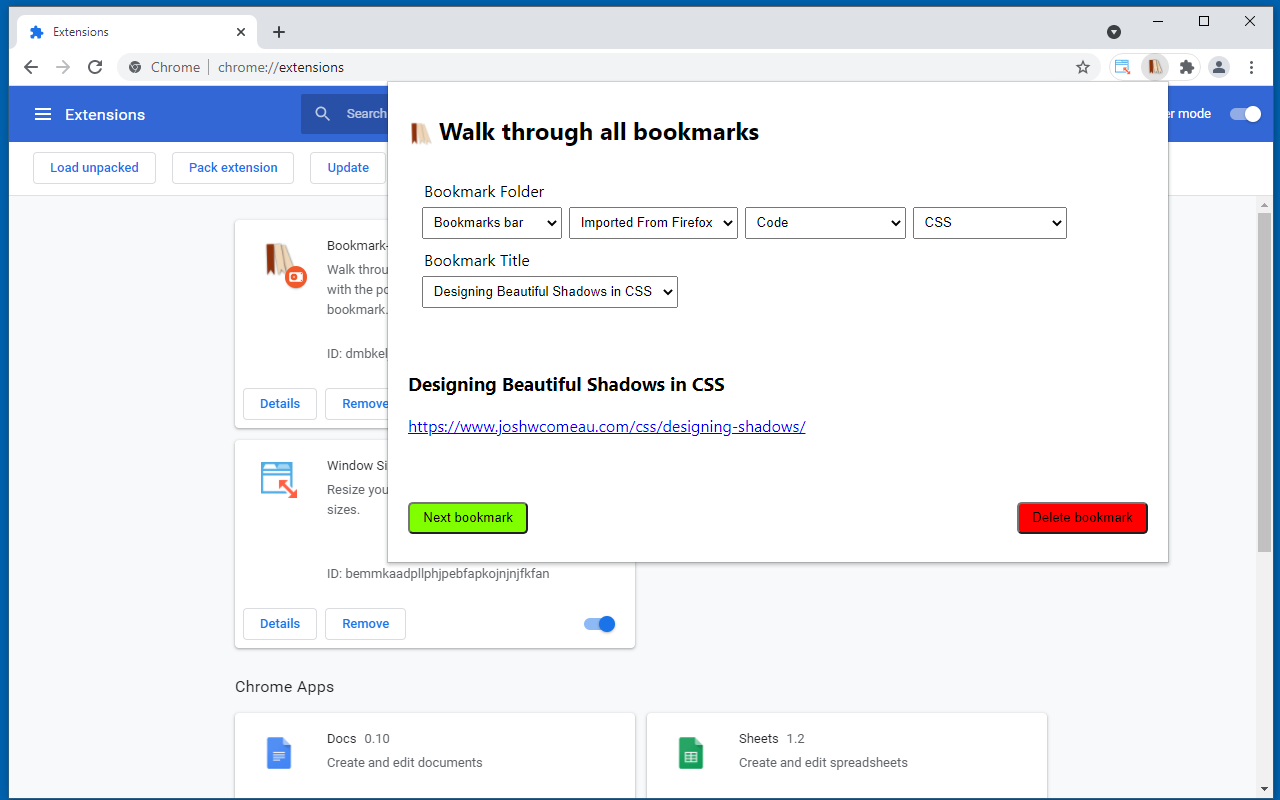 Extensions
Chrome chrome://extensions
Extensions
Search
er mode
Load unpacked Pack extension Update
Walk through all bookmarks
Bookmark Folder
Bookmarks bar Imported From Firefox Code CSS
Bookmark Title
Designing Beautiful Shadows in CSS
Designing Beautiful Shadows in CSS
https://www.joshwcomeau.com/css/designing-shadows/
Next bookmark Delete bookmark
Bookmark-
Walk throu
with the po
bookmark.
ID: dmbkel
Details Remove
Window Si
Resize you
sizes.
ID: bemmkaadpllphjpebfapkojnjnjfkfan
Details Remove
Chrome Apps
Docs 0.10
Create and edit documents
Sheets 1.2
Create and edit spreadsheets